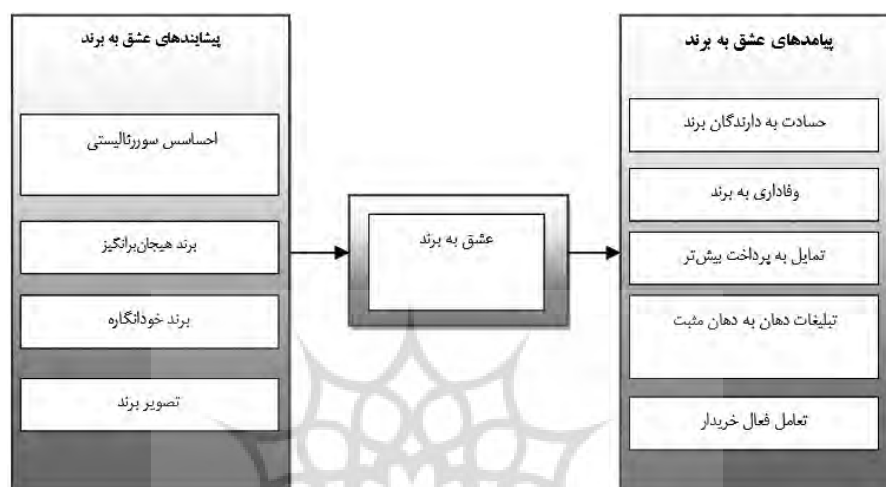 پیشایندهای عشق به برند
احساسس سوررئالیستی
برند هیجان‌برانگیز
برند خودانگاره
تصویر برند
عشق به برند
پیامدهای عشق به برند
حسادت به دارندگان برند
وفاداری به برند
تمایل به پرداخت بیش‌تر
تبلیغات دهان به دهان مثبت
تعامل فعال خریدار